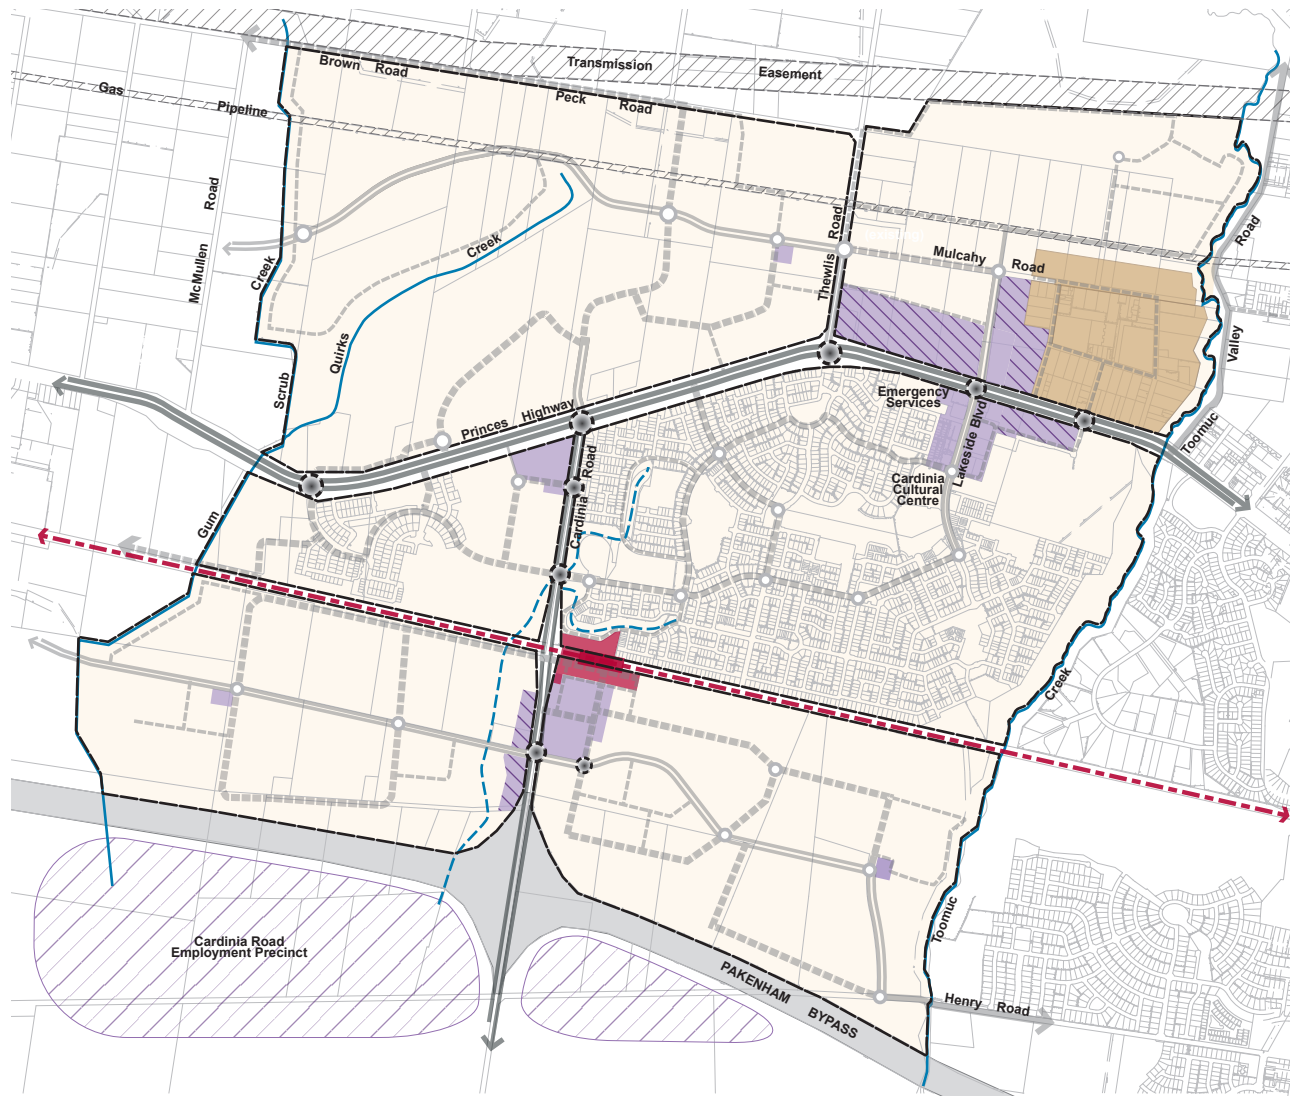 Brown Road
Transmission
Easement
Gas
Pipeline
Peck Road
McMullen Road
Creek
Scrub
Gum
Quirks
Creek
Thewlis Road
Mulcahy Road
Road
Valley
Toomuc
Princes Highway
Emergency
Services
Lakeside Blvd
Cardinia
Cultural
Centre
Cardinia Road
Creek
Toomuc
Cardinia Road
Employment Precinct
PAKENHAM BYPASS
Henry Road